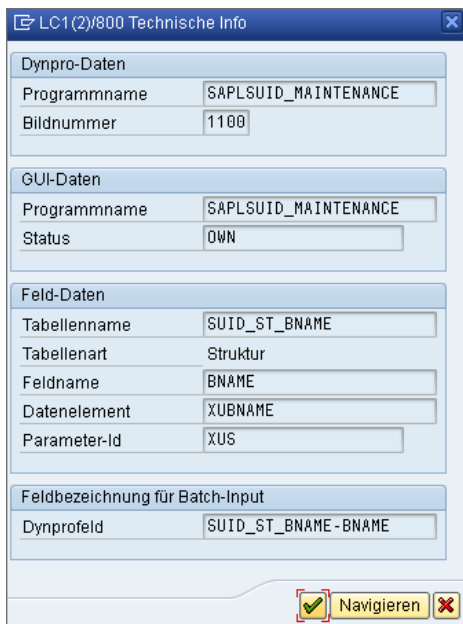 LC1(2)/800 Technische Info
Dynpro-Daten
Programmname SAPLSUID_MAINTENANCE
Bildnummer 1100
GUI-Daten
Programmname SAPLSUID_MAINTENANCE
Status OWN
Feld-Daten
Tabellenname SUID_ST_BNAME
Tabellenart Struktur
Feldname BNAME
Datenelement XUBNAME
Parameter-Id XUS
Feldbezeichnung für Batch-Input
Dynprofeld SUID_ST_BNAME-BNAME
Navigieren